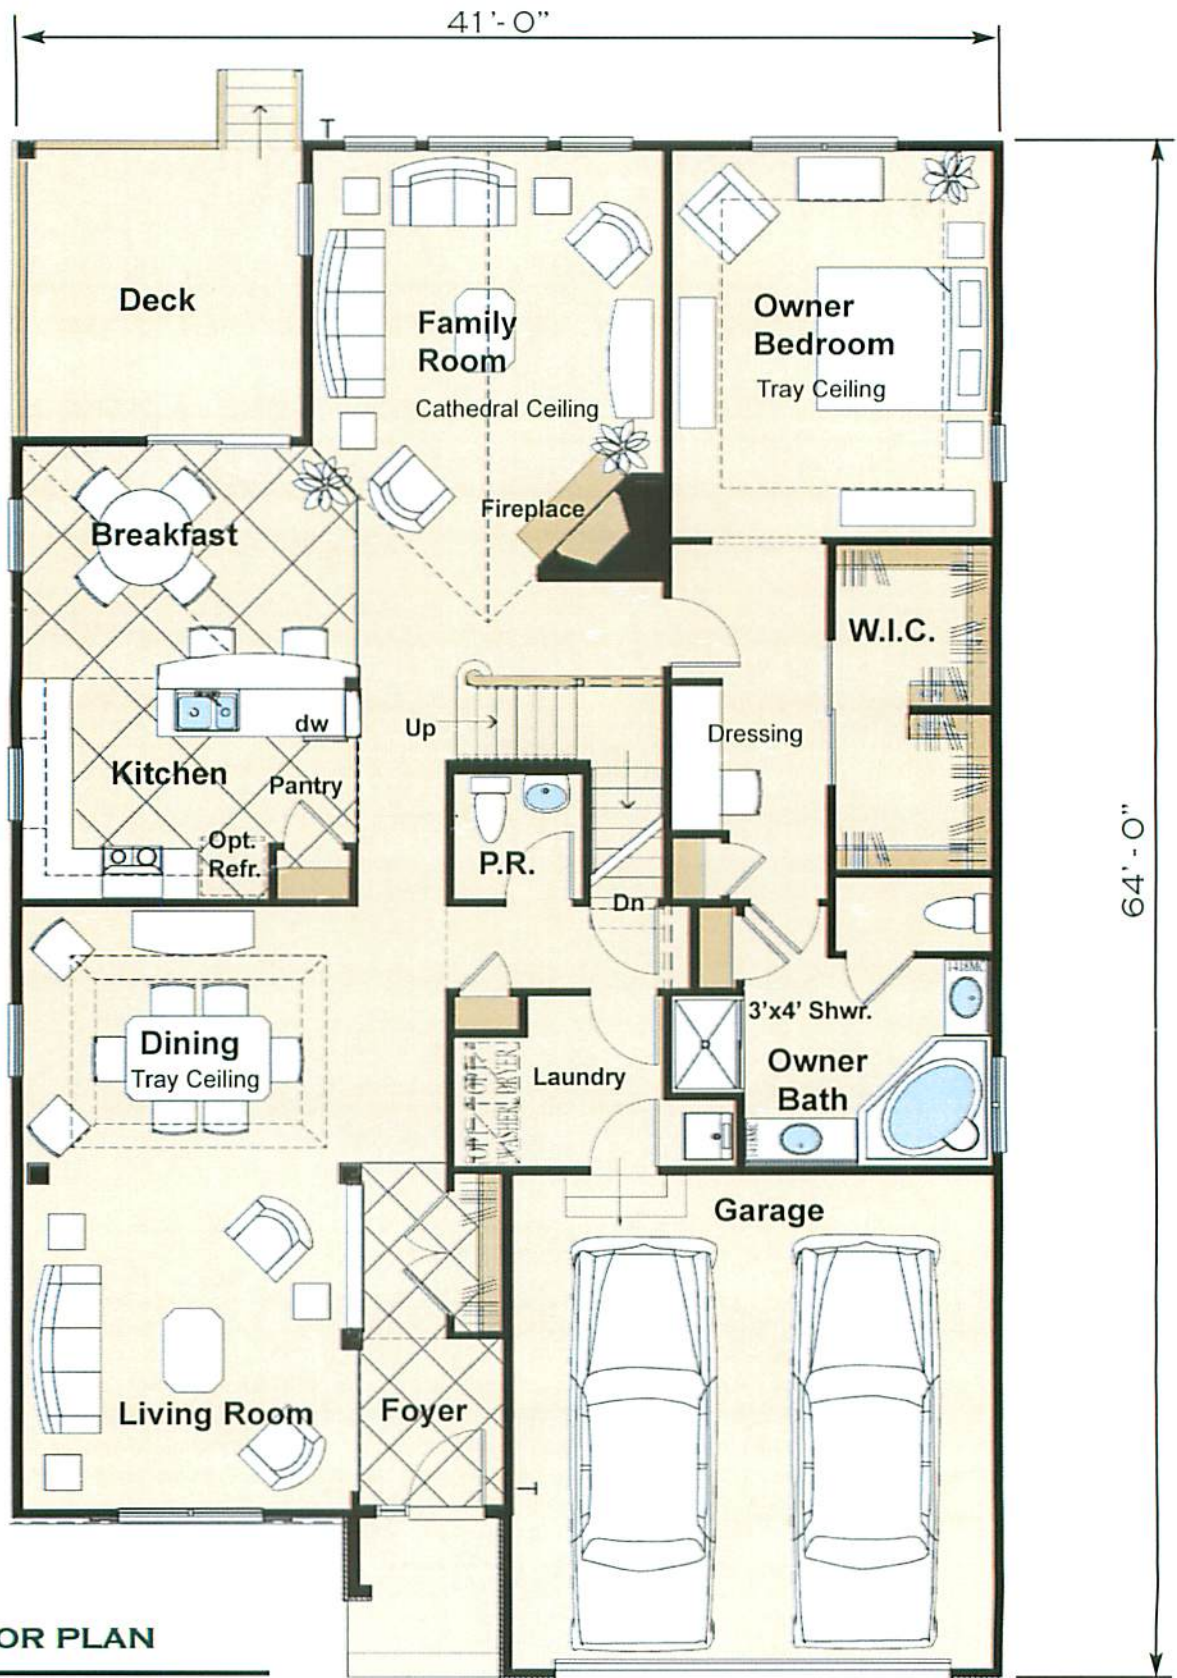 41'-0"
T
Deck
Family
Room
Cathedral Ceiling
Owner
Bedroom
Tray Ceiling
Fireplace
Breakfast
W.I.C.
dw
Up
Dressing
Kitchen
Pantry
Opt.
Refr.
P.R.
Dn
64'-0"
3'x4' Shwr.
Dining
Tray Ceiling
Laundry
Owner
Bath
OPT OPT
WASHER DRYER
Garage
Living Room
Foyer
T
OR PLAN